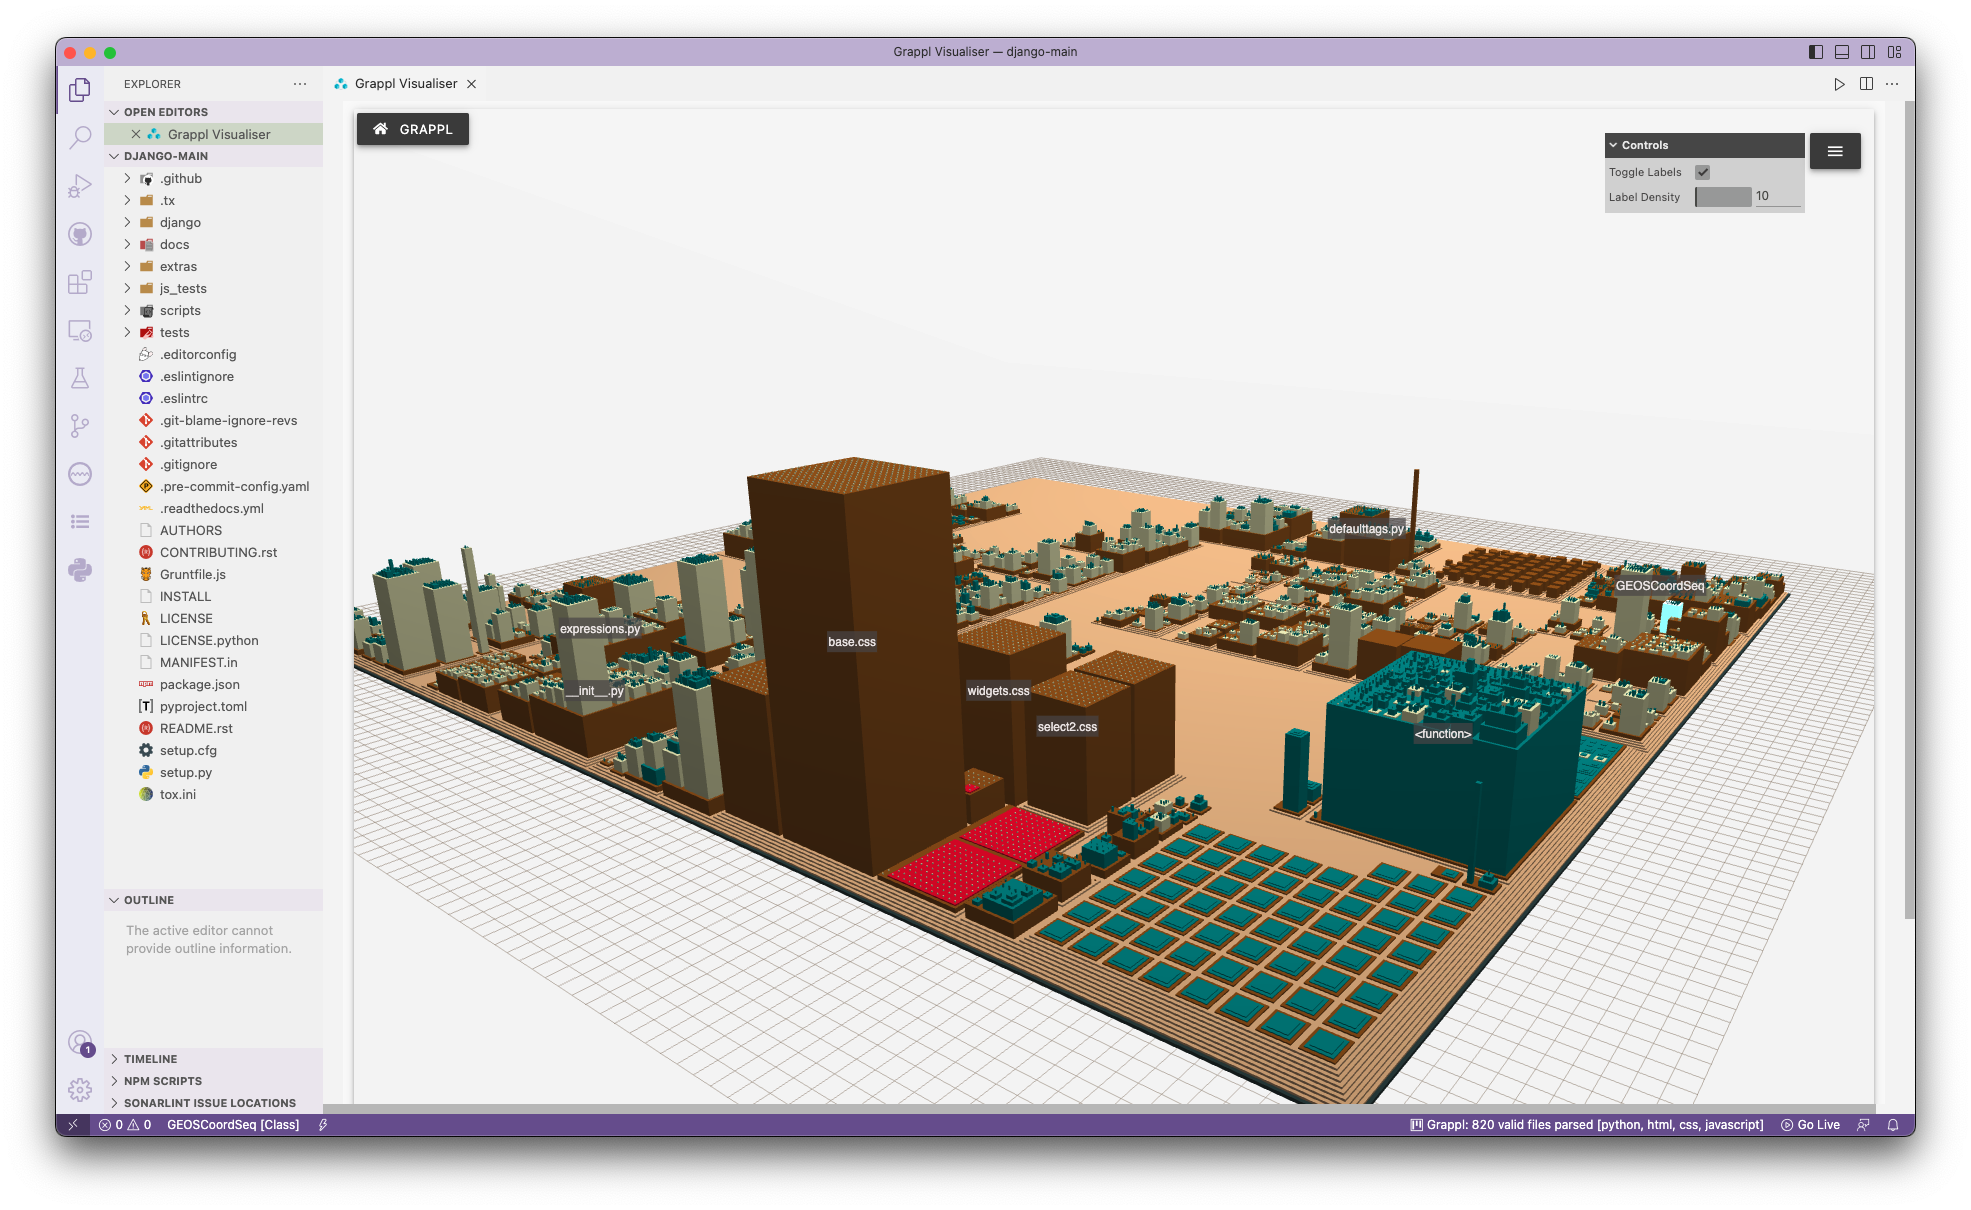 Grappl Visualiser — django-main
EXPLORER
Grappl Visualiser
OPEN EDITORS
Grappl Visualiser
DJANGO-MAIN
.github
.tx
django
docs
extras
js_tests
scripts
tests
.editorconfig
.eslintignore
.eslintrc
.git-blame-ignore-revs
.gitattributes
.gitignore
.pre-commit-config.yaml
.readthedocs.yml
AUTHORS
CONTRIBUTING.rst
Gruntfile.js
INSTALL
LICENSE
LICENSE.python
MANIFEST.in
package.json
pyproject.toml
README.rst
setup.cfg
setup.py
tox.ini
OUTLINE
The active editor cannot
provide outline information.
TIMELINE
NPM SCRIPTS
SONARLINT ISSUE LOCATIONS
1
GRAPPL
Controls
Toggle Labels
Label Density 10
defaulttags.py
GEOSCoordSeq
expressions.py
base.css
__init__.py
widgets.css
select2.css
<function>
0 0 GEOSCoordSeq [Class]
Grappl: 820 valid files parsed [python, html, css, javascript]
Go Live